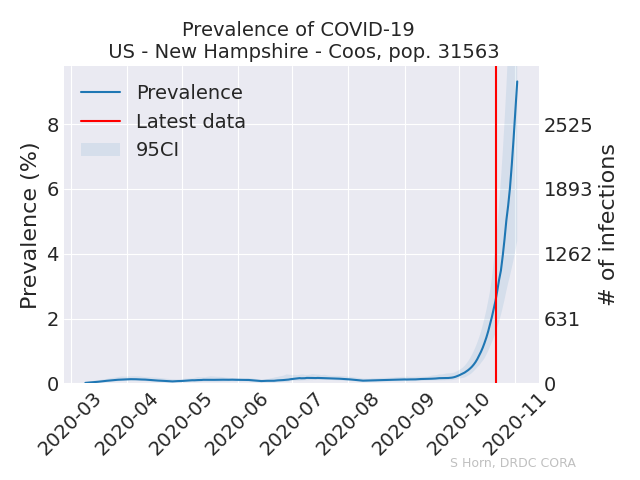 Prevalence of COVID-19
US - New Hampshire - Coos, pop. 31563
Prevalence
Latest data
95CI
Prevalence (%)
8
6
4
2
0
2525
1893
1262
631
0
# of infections
2020-03
2020-04
2020-05
2020-06
2020-07
2020-08
2020-09
2020-10
2020-11
S Horn, DRDC CORA